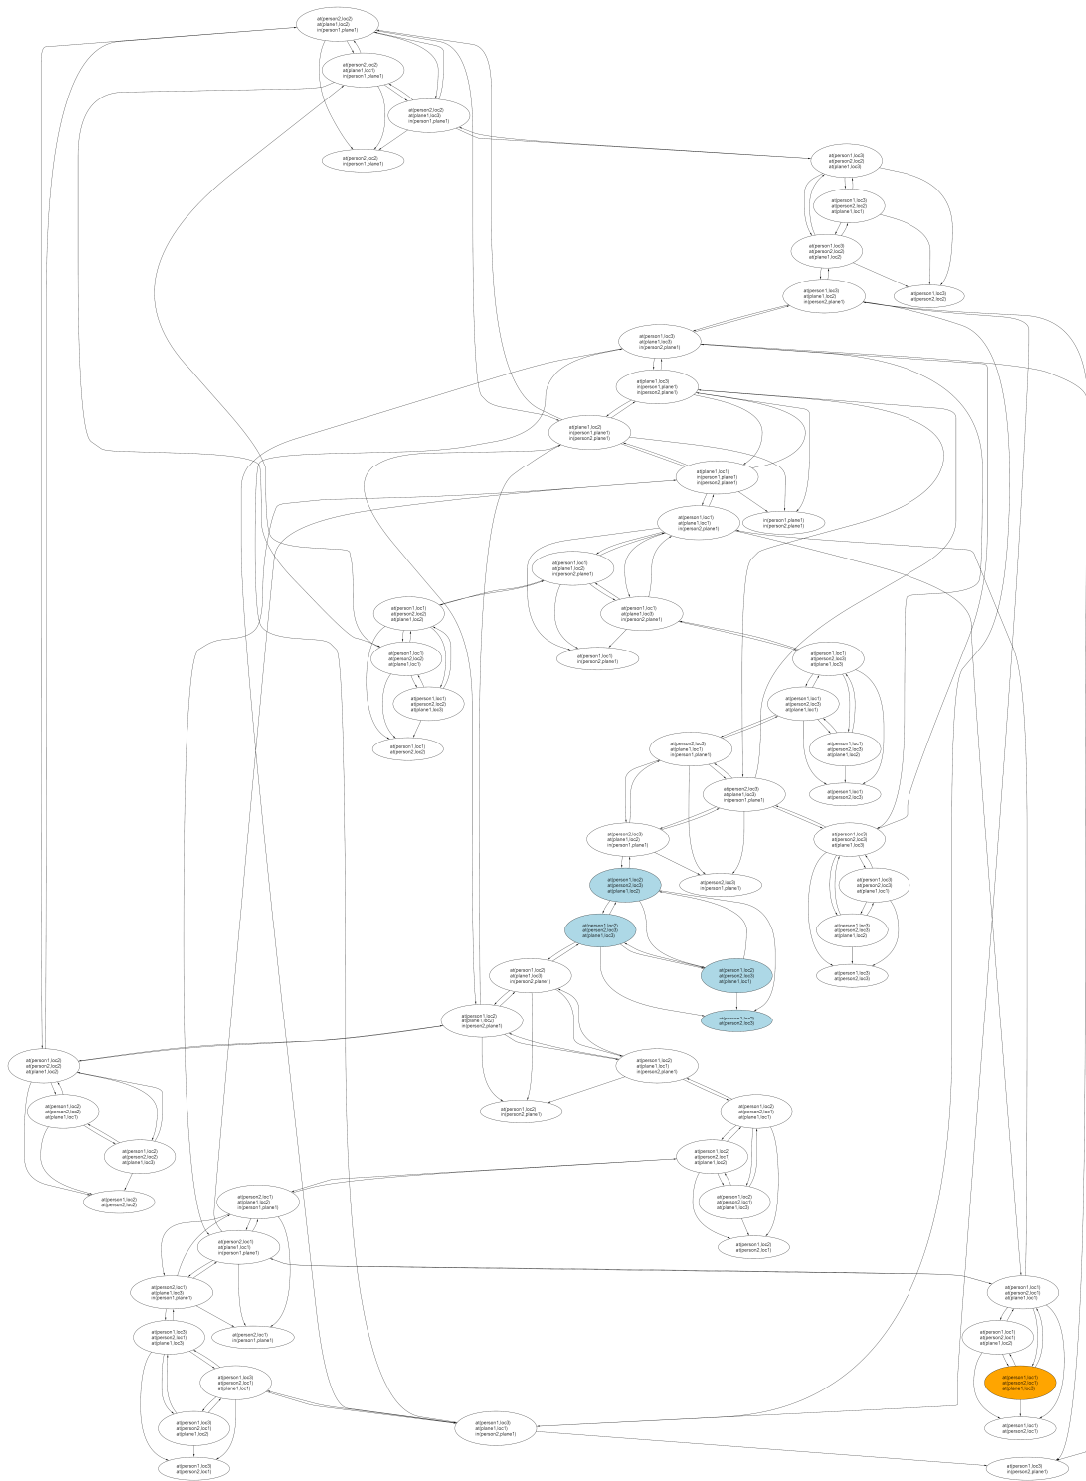 at(person2,loc2)
at(plane1,loc2)
in(person1,plane1)
at(person2,loc2)
at(plane1,loc1)
in(person1,plane1)
at(person2,loc2)
at(plane1,loc3)
in(person1,plane1)
at(person2,loc2)
in(person1,plane1)
at(person1,loc3)
at(person2,loc2)
at(plane1,loc3)
at(person1,loc3)
at(person2,loc2)
at(plane1,loc1)
at(person1,loc3)
at(person2,loc2)
at(plane1,loc2)
at(person1,loc3)
at(plane1,loc2)
in(person2,plane1)
at(person1,loc3)
at(person2,loc2)
at(person1,loc3)
at(plane1,loc3)
in(person2,plane1)
at(plane1,loc3)
in(person1,plane1)
in(person2,plane1)
at(plane1,loc2)
in(person1,plane1)
in(person2,plane1)
at(plane1,loc1)
in(person1,plane1)
in(person2,plane1)
at(person1,loc1)
at(plane1,loc1)
in(person2,plane1)
in(person1,plane1)
in(person2,plane1)
at(person1,loc1)
at(plane1,loc2)
in(person2,plane1)
at(person1,loc1)
at(person2,loc2)
at(plane1,loc2)
at(person1,loc1)
at(plane1,loc3)
in(person2,plane1)
at(person1,loc1)
at(person2,loc2)
at(plane1,loc1)
at(person1,loc1)
in(person2,plane1)
at(person1,loc1)
at(person2,loc3)
at(plane1,loc3)
at(person1,loc1)
at(person2,loc2)
at(plane1,loc3)
at(person1,loc1)
at(person2,loc3)
at(plane1,loc1)
at(person1,loc1)
at(person2,loc2)
at(person2,loc3)
at(plane1,loc1)
in(person1,plane1)
at(person1,loc1)
at(person2,loc3)
at(plane1,loc2)
at(person2,loc3)
at(plane1,loc3)
in(person1,plane1)
at(person1,loc1)
at(person2,loc3)
at(person2,loc3)
at(plane1,loc2)
in(person1,plane1)
at(person1,loc3)
at(person2,loc3)
at(plane1,loc3)
at(person1,loc2)
at(person2,loc3)
at(plane1,loc2)
at(person2,loc3)
in(person1,plane1)
at(person1,loc3)
at(person2,loc3)
at(plane1,loc1)
at(person1,loc2)
at(person2,loc3)
at(plane1,loc3)
at(person1,loc3)
at(person2,loc3)
at(plane1,loc2)
at(person1,loc2)
at(plane1,loc3)
in(person2,plane1)
at(person1,loc2)
at(person2,loc3)
at(plane1,loc1)
at(person1,loc3)
at(person2,loc3)
at(person1,loc2)
at(plane1,loc2)
in(person2,plane1)
at(person2,loc3)
at(person1,loc2)
at(person2,loc2)
at(plane1,loc2)
at(person1,loc2)
at(plane1,loc1)
in(person2,plane1)
at(person1,loc2)
at(person2,loc2)
at(plane1,loc1)
at(person1,loc2)
in(person2,plane1)
at(person1,loc2)
at(person2,loc1)
at(plane1,loc1)
at(person1,loc2)
at(person2,loc2)
at(plane1,loc3)
at(person1,loc2
at(person2,loc1
at(plane1,loc2)
at(person1,loc2)
at(person2,loc2)
at(person2,loc1)
at(plane1,loc2)
in(person1,plane1)
at(person1,loc2)
at(person2,loc1)
at(plane1,loc3)
at(person2,loc1)
at(plane1,loc1)
in(person1,plane1)
at(person1,loc2)
at(person2,loc1)
at(person2,loc1)
at(plane1,loc3)
in(person1,plane1)
at(person1,loc1)
at(person2,loc1)
at(plane1,loc1)
at(person1,loc3)
at(person2,loc1)
at(plane1,loc3)
at(person2,loc1)
in(person1,plane1)
at(person1,loc1)
at(person2,loc1)
at(plane1,loc2)
at(person1,loc3)
at(person2,loc1)
at(plane1,loc1)
at(person1,loc1)
at(person2,loc1)
at(plane1,loc3)
at(person1,loc3)
at(person2,loc1)
at(plane1,loc2)
at(person1,loc3)
at(plane1,loc1)
in(person2,plane1)
at(person1,loc1)
at(person2,loc1)
at(person1,loc3)
at(person2,loc1)
at(person1,loc3)
in(person2,plane1)